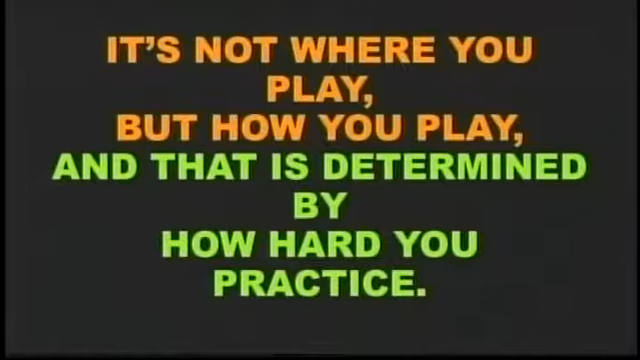 IT'S NOT WHERE YOU
PLAY,
BUT HOW YOU PLAY,
AND THAT IS DETERMINED
BY
HOW HARD YOU
PRACTICE.